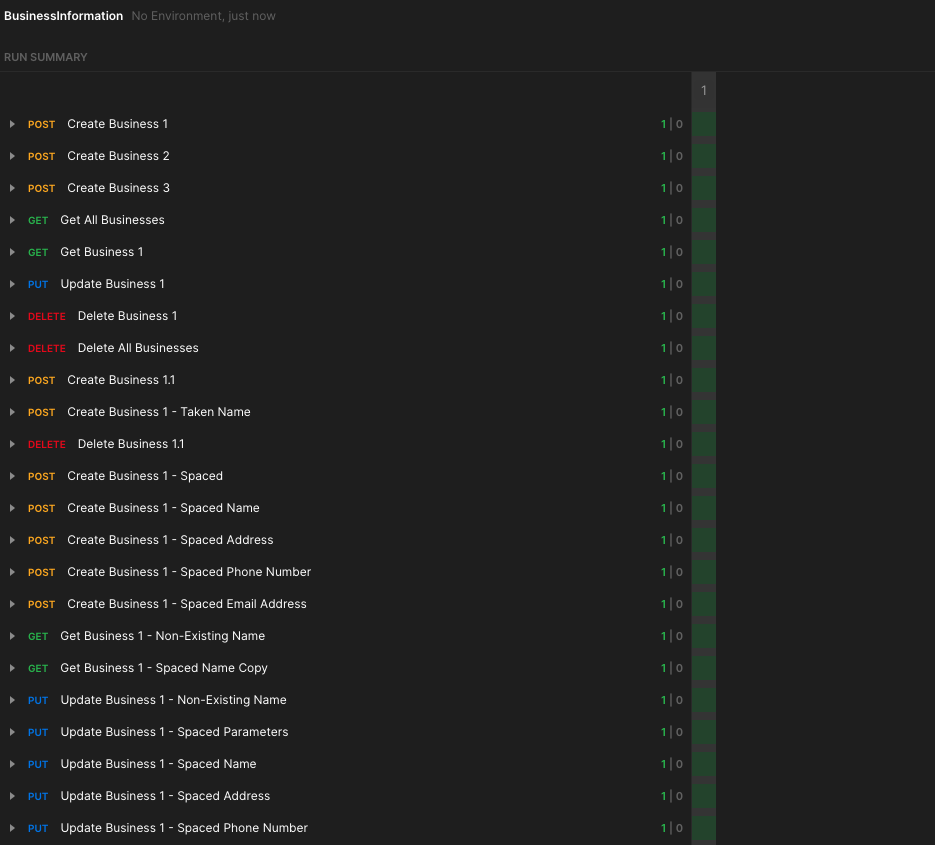 BusinessInformation No Environment, just now
RUN SUMMARY
1
POST Create Business 1 1 | 0
POST Create Business 2 1 | 0
POST Create Business 3 1 | 0
GET Get All Businesses 1 | 0
GET Get Business 1 1 | 0
PUT Update Business 1 1 | 0
DELETE Delete Business 1 1 | 0
DELETE Delete All Businesses 1 | 0
POST Create Business 1.1 1 | 0
POST Create Business 1 - Taken Name 1 | 0
DELETE Delete Business 1.1 1 | 0
POST Create Business 1 - Spaced 1 | 0
POST Create Business 1 - Spaced Name 1 | 0
POST Create Business 1 - Spaced Address 1 | 0
POST Create Business 1 - Spaced Phone Number 1 | 0
POST Create Business 1 - Spaced Email Address 1 | 0
GET Get Business 1 - Non-Existing Name 1 | 0
GET Get Business 1 - Spaced Name Copy 1 | 0
PUT Update Business 1 - Non-Existing Name 1 | 0
PUT Update Business 1 - Spaced Parameters 1 | 0
PUT Update Business 1 - Spaced Name 1 | 0
PUT Update Business 1 - Spaced Address 1 | 0
PUT Update Business 1 - Spaced Phone Number 1 | 0